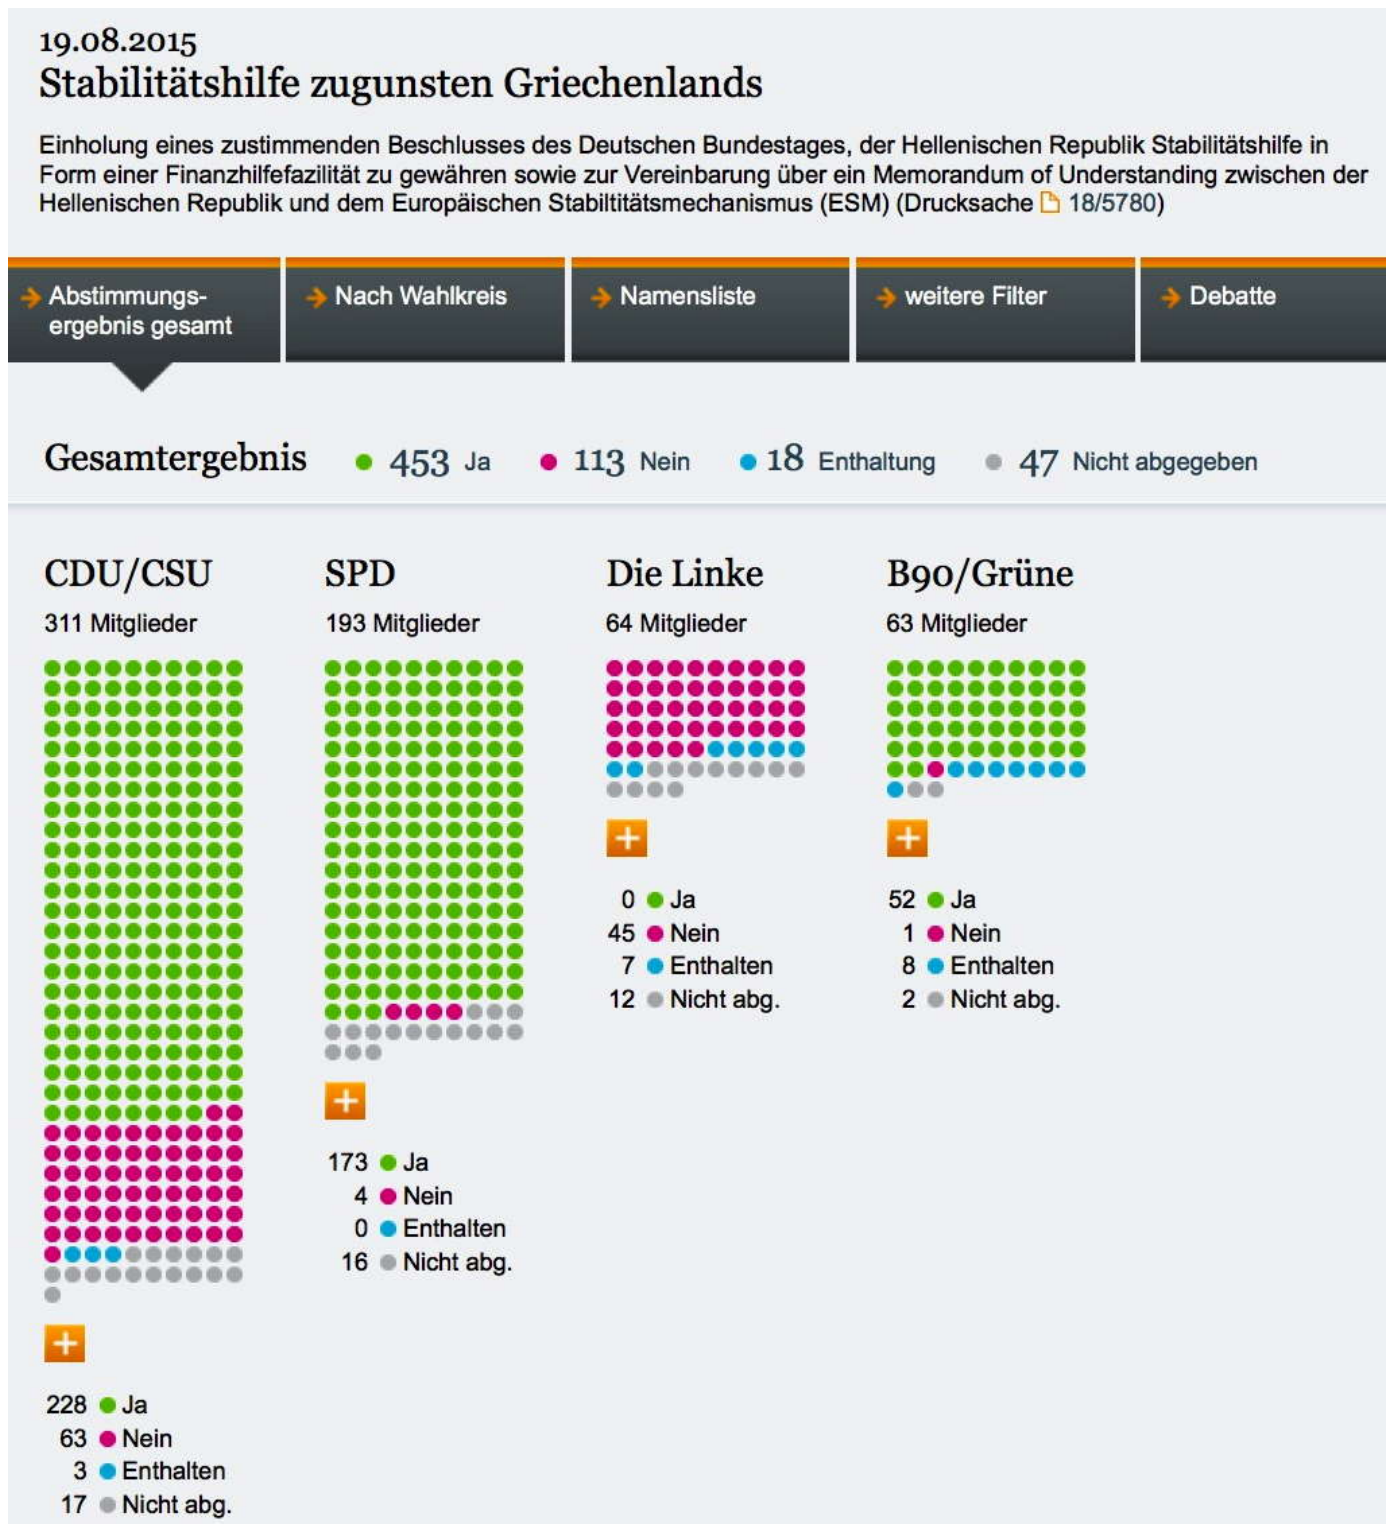 19.08.2015
Stabilitätshilfe zugunsten Griechenlands
Einholung eines zustimmenden Beschlusses des Deutschen Bundestages, der Hellenischen Republik Stabilitätshilfe in
Form einer Finanzhilfefazilität zu gewähren sowie zur Vereinbarung über ein Memorandum of Understanding zwischen der
Hellenischen Republik und dem Europäischen Stabiltitätsmechanismus (ESM) (Drucksache 18/5780)
Abstimmungs-
ergebnis gesamt
Nach Wahlkreis
Namensliste
weitere Filter
Debatte
Gesamtergebnis 453 Ja 113 Nein 18 Enthaltung 47 Nicht abgegeben
CDU/CSU
311 Mitglieder
228 Ja
63 Nein
3 Enthalten
17 Nicht abg.
SPD
193 Mitglieder
173 Ja
4 Nein
0 Enthalten
16 Nicht abg.
Die Linke
64 Mitglieder
0 Ja
45 Nein
7 Enthalten
12 Nicht abg.
B90/Grüne
63 Mitglieder
52 Ja
1 Nein
8 Enthalten
2 Nicht abg.